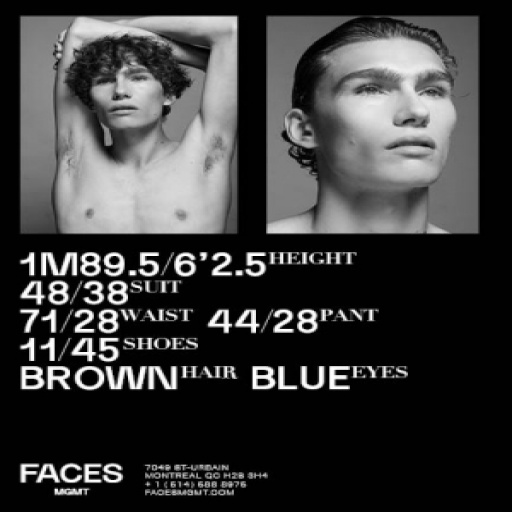 1M89.5/6'2.5HEIGHT
48/38SUIT
71/28WAIST 44/28PANT
11/45SHOES
BROWNHAIR BLUEEYES
FACES
MGMT
7049 ST-URBAIN
MONTREAL QC H2S 3H4
+ 1 (514) 588 8975
FACESMGMT.COM